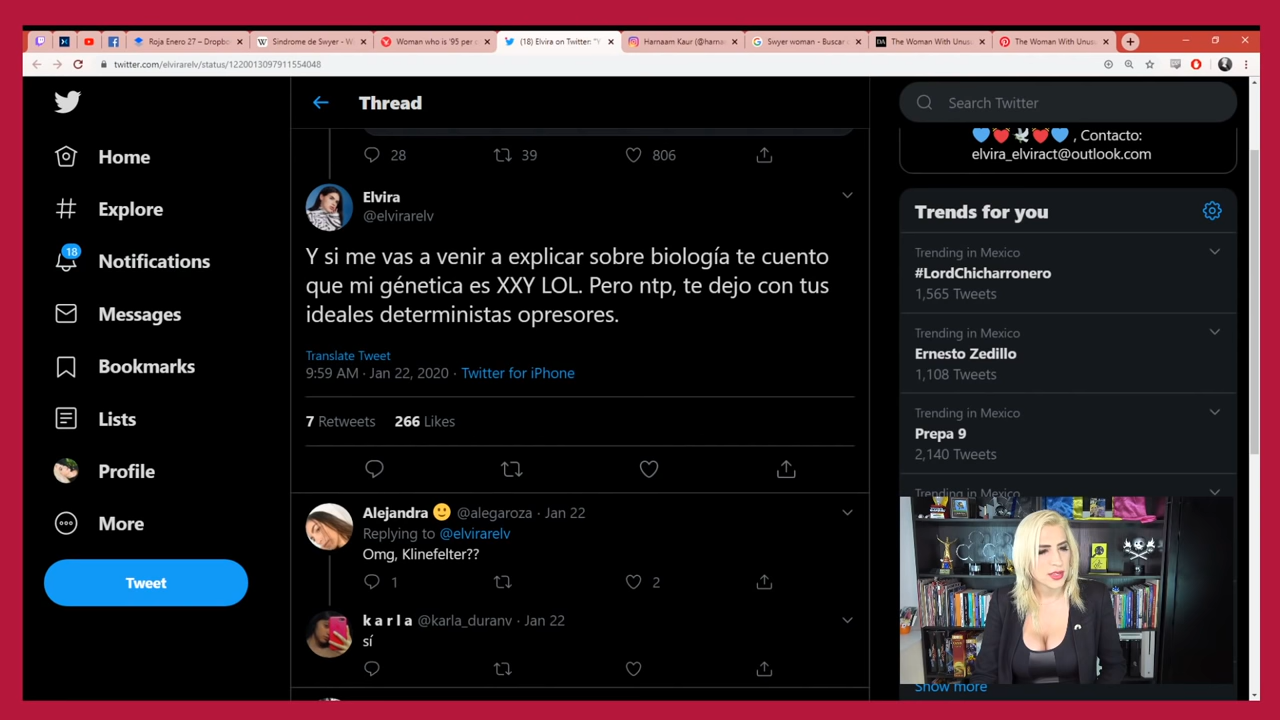 Roja Enero 27 – Dropb
Sindrome de Swyer - W
Woman who is '95 per
(18) Elvira on Twitter: "Y
Harnaam Kaur (@harna
Swyer woman - Buscar
The Woman With Unus
The Woman With Unus
twitter.com/elvirarelv/status/1220013097911554048
Home
Explore
18
Notifications
Messages
Bookmarks
Lists
Profile
More
Tweet
Thread
28 39 806
Elvira
@elvirarelv
Y si me vas a venir a explicar sobre biología te cuento
que mi génetica es XXY LOL. Pero ntp, te dejo con tus
ideales deterministas opresores.
Translate Tweet
9:59 AM · Jan 22, 2020 · Twitter for iPhone
7 Retweets 266 Likes
Alejandra 🙂 @alegaroza · Jan 22
Replying to @elvirarelv
Omg, Klinefelter??
1 2
k a r l a @karla_duranv · Jan 22
sí
Search Twitter
💙❤️🕊️❤️💙 , Contacto:
elvira_elviract@outlook.com
Trends for you
Trending in Mexico
#LordChicharronero
1,565 Tweets
Trending in Mexico
Ernesto Zedillo
1,108 Tweets
Trending in Mexico
Prepa 9
2,140 Tweets
Trending in Mexico
Show more